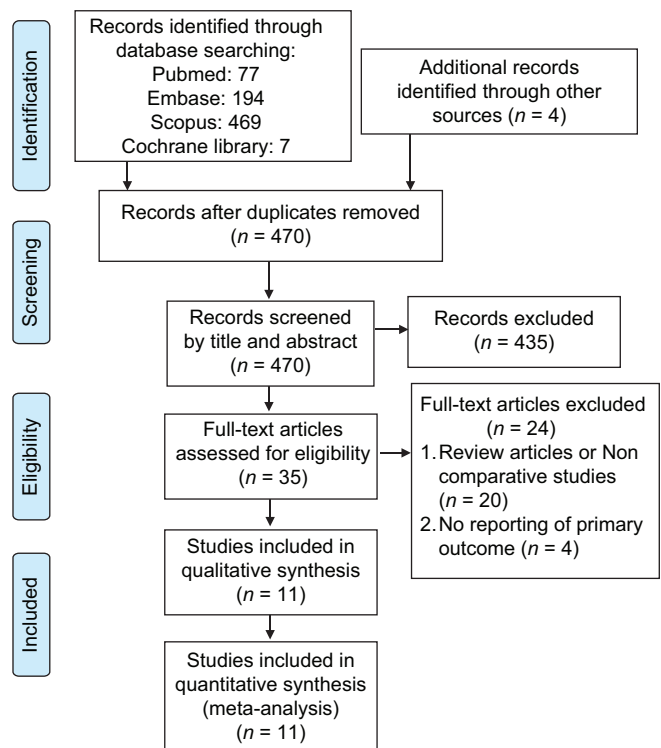 Identification
Records identified through
database searching:
Pubmed: 77
Embase: 194
Scopus: 469
Cochrane library: 7
Additional records
identified through other
sources (n = 4)
Records after duplicates removed
(n = 470)
Screening
Records screened
by title and abstract
(n = 470)
Records excluded
(n = 435)
Eligibility
Full-text articles
assessed for eligibility
(n = 35)
Full-text articles excluded
(n = 24)
1. Review articles or Non
comparative studies
(n = 20)
2. No reporting of primary
outcome (n = 4)
Included
Studies included in
qualitative synthesis
(n = 11)
Studies included in
quantitative synthesis
(meta-analysis)
(n = 11)